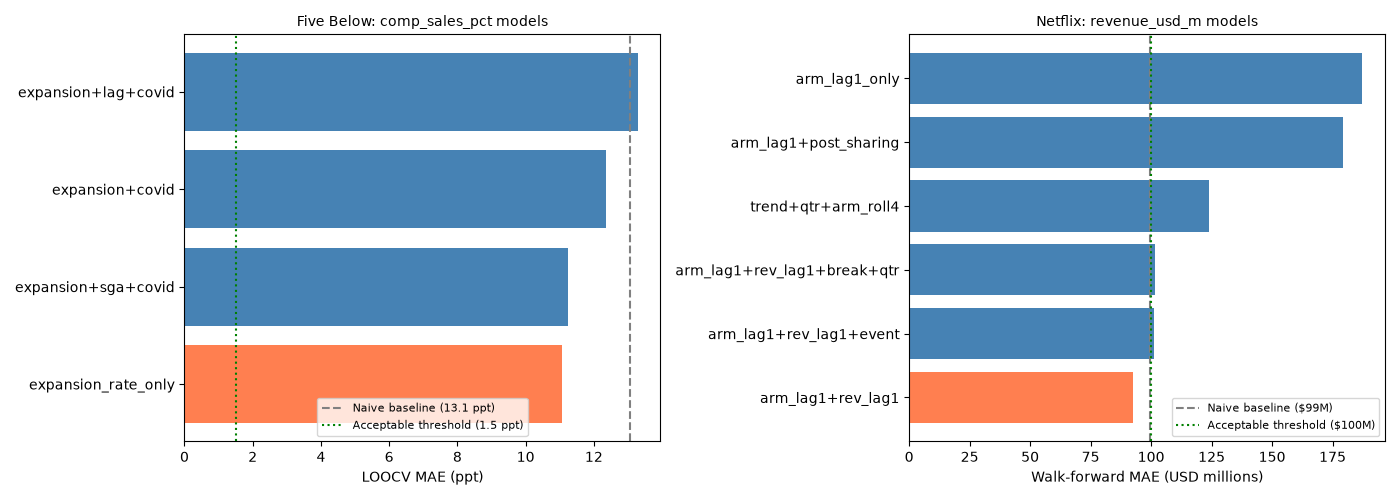 Five Below: comp_sales_pct models
expansion+lag+covid
expansion+covid
expansion+sga+covid
expansion_rate_only
Naive baseline (13.1 ppt)
Acceptable threshold (1.5 ppt)
0 2 4 6 8 10 12
LOOCV MAE (ppt)
Netflix: revenue_usd_m models
arm_lag1_only
arm_lag1+post_sharing
trend+qtr+arm_roll4
arm_lag1+rev_lag1+break+qtr
arm_lag1+rev_lag1+event
arm_lag1+rev_lag1
Naive baseline ($99M)
Acceptable threshold ($100M)
0 25 50 75 100 125 150 175
Walk-forward MAE (USD millions)